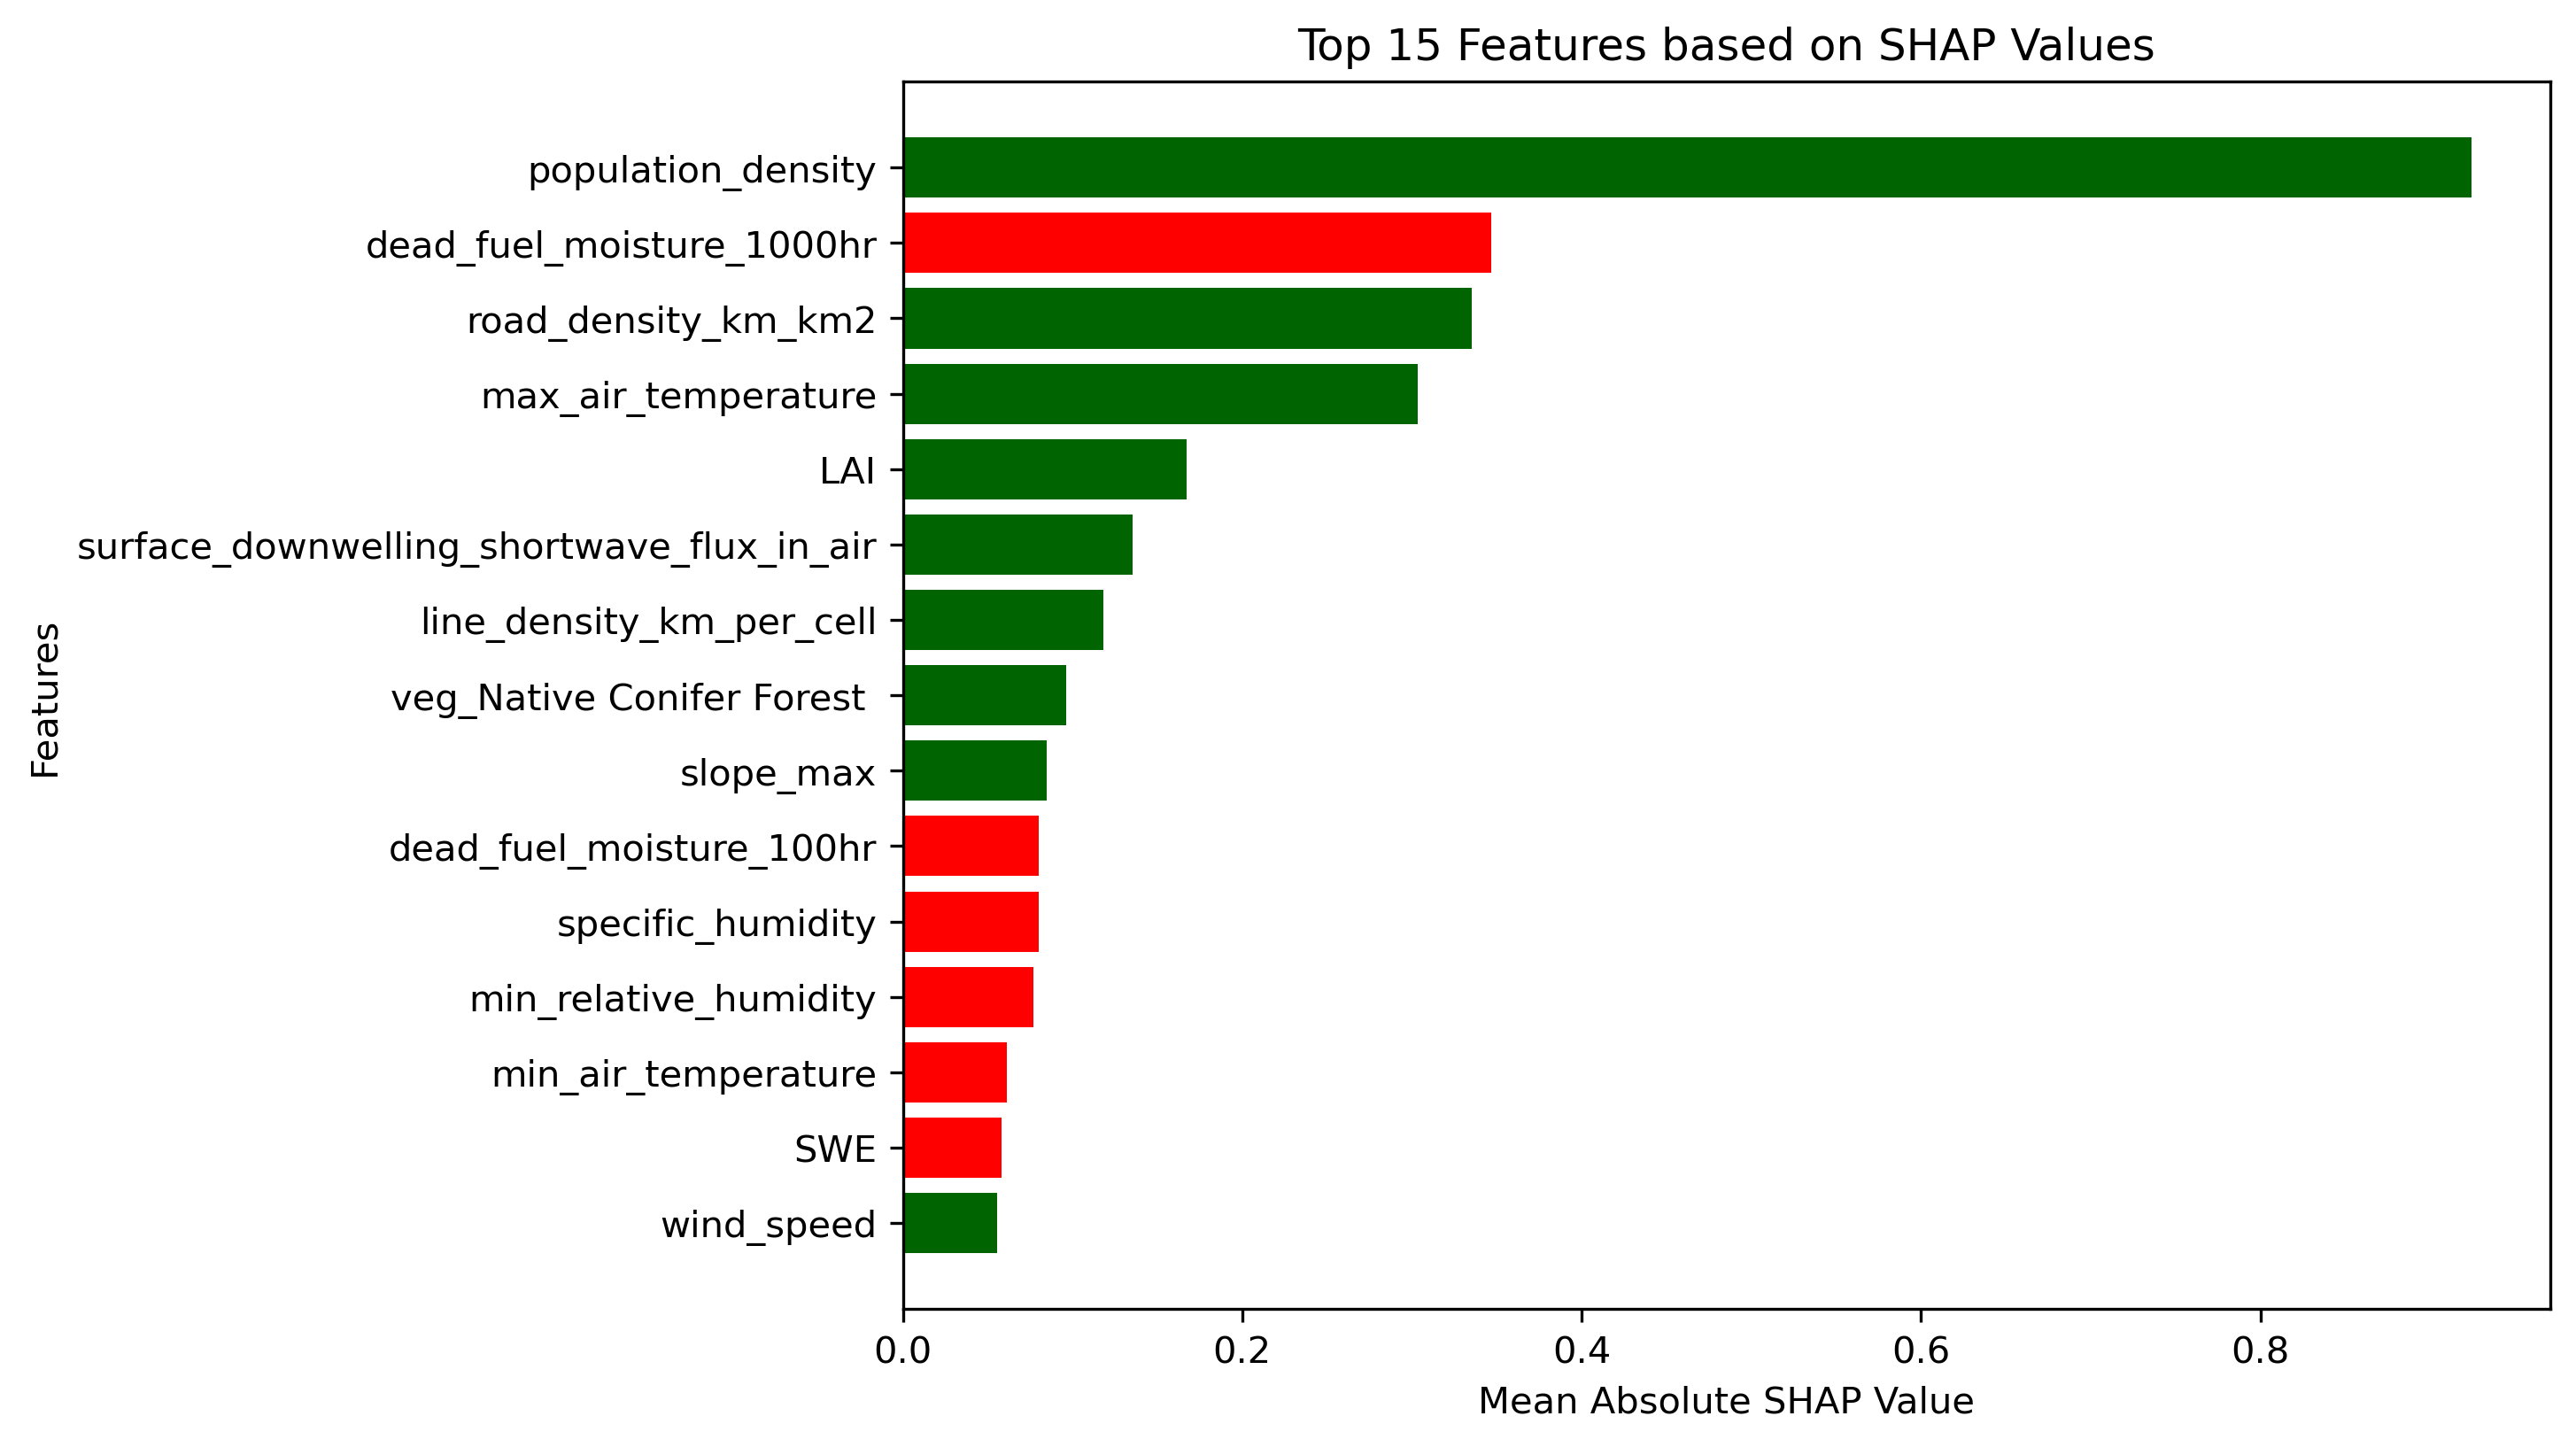 Top 15 Features based on SHAP Values
population_density
dead_fuel_moisture_1000hr
road_density_km_km2
max_air_temperature
LAI
surface_downwelling_shortwave_flux_in_air
line_density_km_per_cell
veg_Native Conifer Forest
slope_max
dead_fuel_moisture_100hr
specific_humidity
min_relative_humidity
min_air_temperature
SWE
wind_speed
Features
0.0 0.2 0.4 0.6 0.8
Mean Absolute SHAP Value